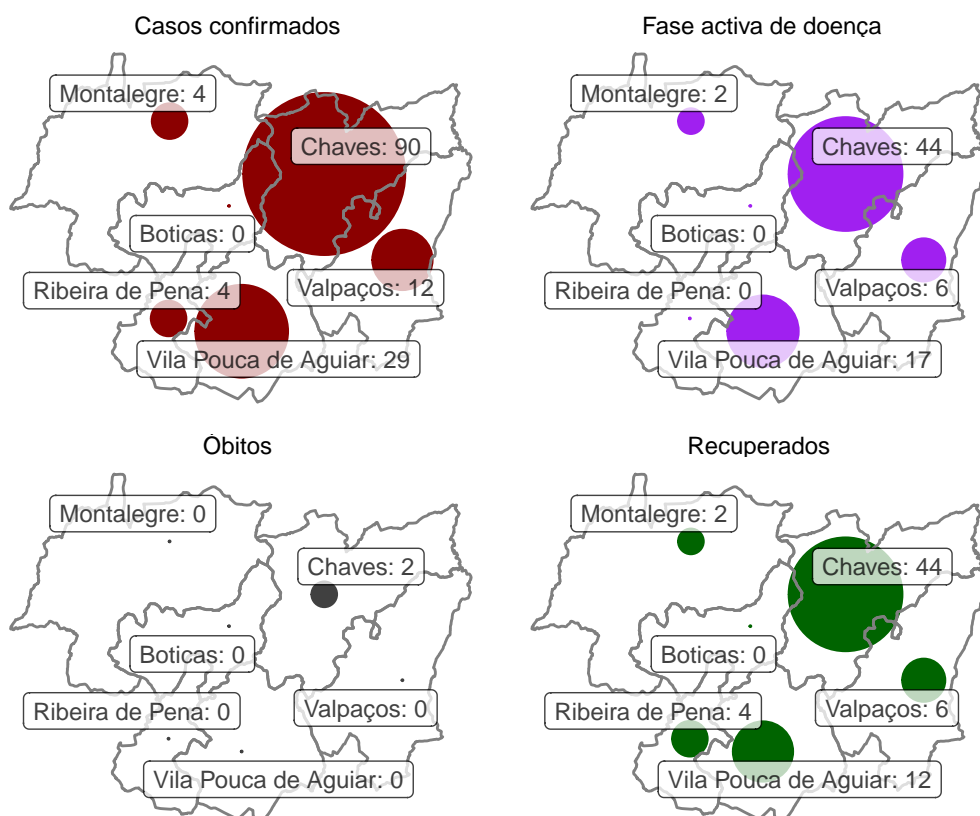 Casos confirmados
Montalegre: 4
Chaves: 90
Boticas: 0
Ribeira de Pena: 4
Valpaços: 12
Vila Pouca de Aguiar: 29
Fase activa de doença
Montalegre: 2
Chaves: 44
Boticas: 0
Ribeira de Pena: 0
Valpaços: 6
Vila Pouca de Aguiar: 17
Óbitos
Montalegre: 0
Chaves: 2
Boticas: 0
Ribeira de Pena: 0
Valpaços: 0
Vila Pouca de Aguiar: 0
Recuperados
Montalegre: 2
Chaves: 44
Boticas: 0
Ribeira de Pena: 4
Valpaços: 6
Vila Pouca de Aguiar: 12